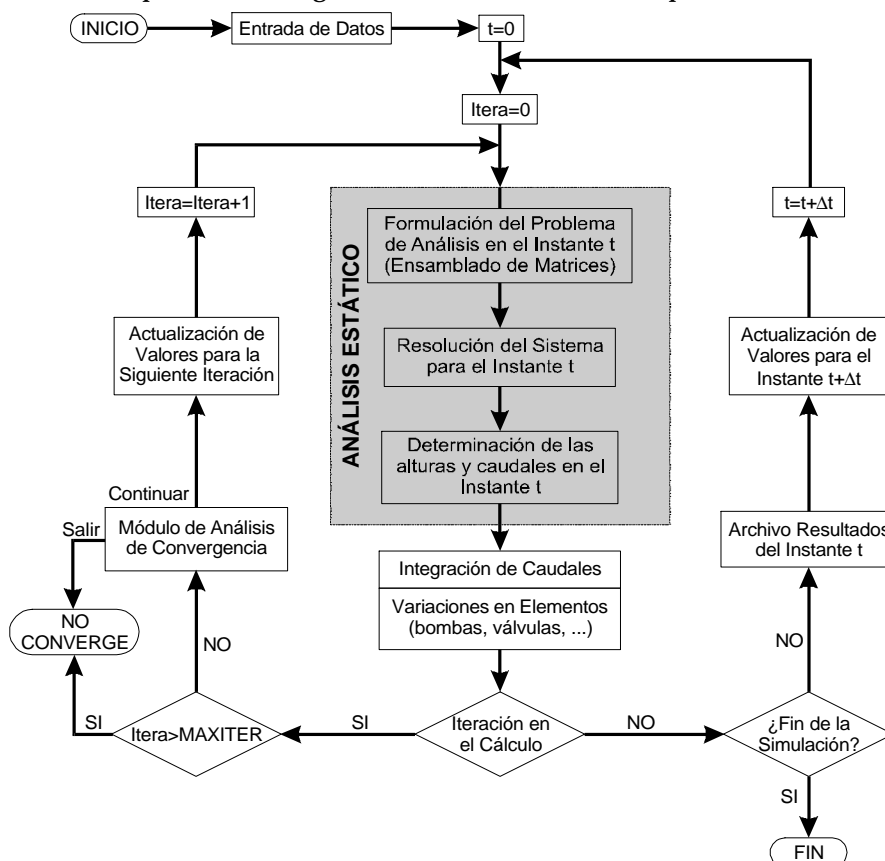 INICIO
Entrada de Datos
t=0
Itera=0
Itera=Itera+1
t=t+Δt
ANÁLISIS ESTÁTICO
Formulación del Problema
de Análisis en el Instante t
(Ensamblado de Matrices)
Actualización de
Valores para la
Siguiente Iteración
Resolución del Sistema
para el Instante t
Actualización de
Valores para el
Instante t+Δt
Determinación de las
alturas y caudales en el
Instante t
Continuar
Salir
Módulo de Análisis
de Convergencia
Archivo Resultados
del Instante t
Integración de Caudales
Variaciones en Elementos
(bombas, válvulas, ...)
NO
CONVERGE
NO
NO
SI
Itera>MAXITER
SI
Iteración en
el Cálculo
NO
¿Fin de la
Simulación?
SI
FIN